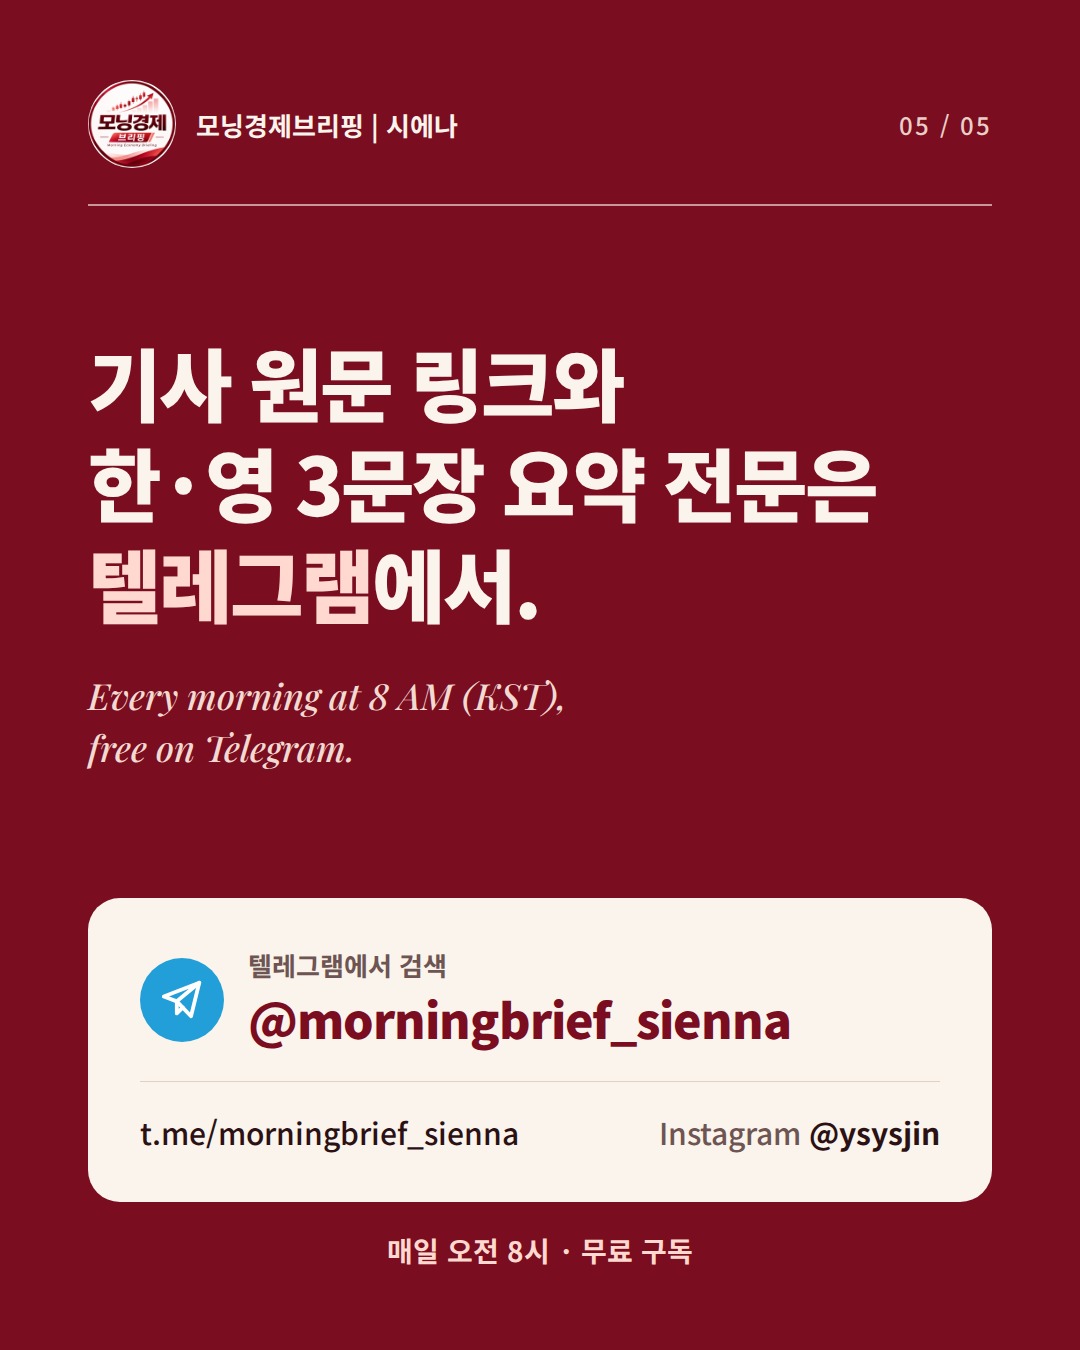 모닝경제
브리핑
Morning Economy Briefing
모닝경제브리핑 | 시에나
05 / 05
기사 원문 링크와
한·영 3문장 요약 전문은
텔레그램에서.
Every morning at 8 AM (KST),
free on Telegram.
텔레그램에서 검색
@morningbrief_sienna
t.me/morningbrief_sienna
Instagram @ysysjin
매일 오전 8시 · 무료 구독